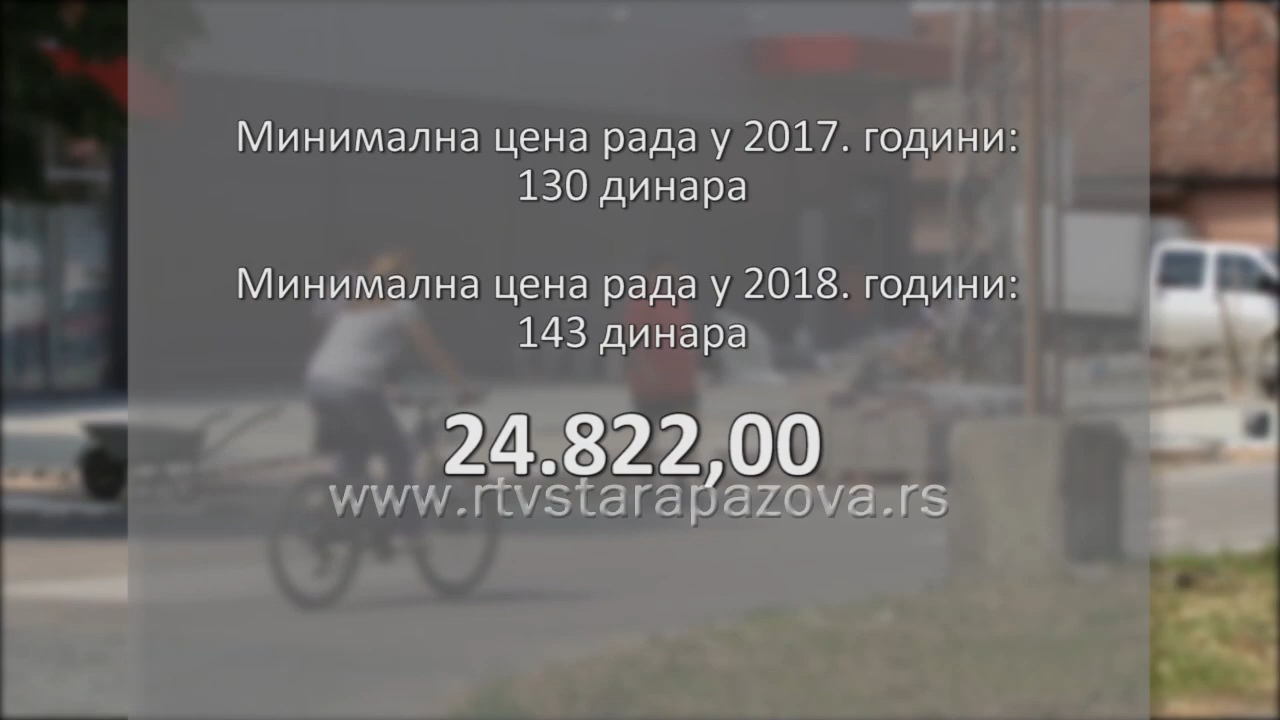 Минимална цена рада у 2017. години:
130 динара
Минимална цена рада у 2018. години:
143 динара
24.822,00
www.rtvstarapazova.rs